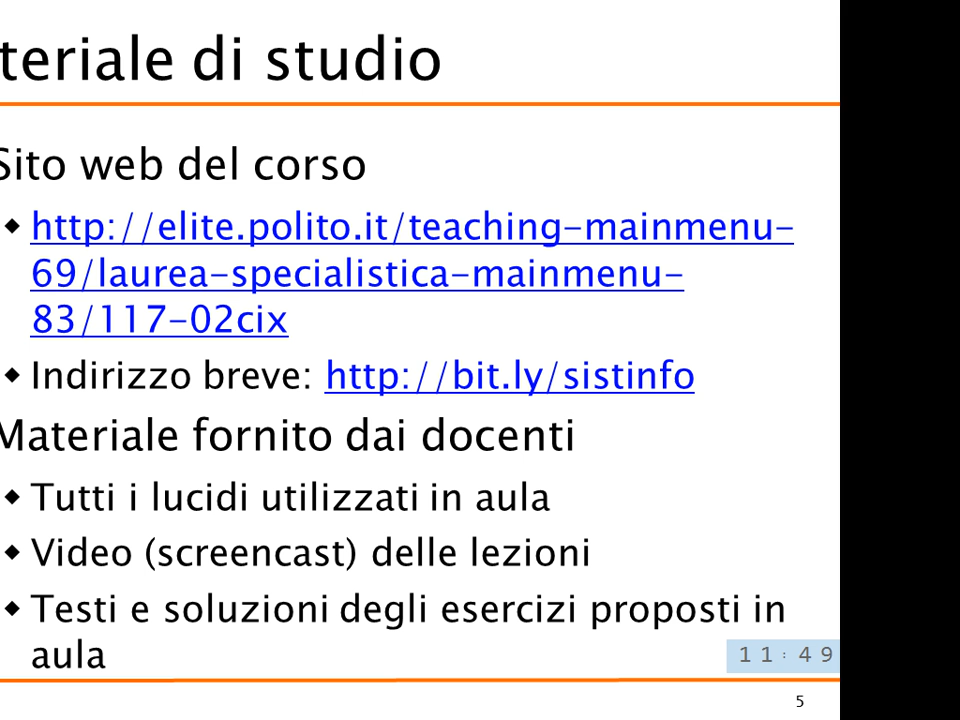 teriale di studio
Sito web del corso
http://elite.polito.it/teaching-mainmenu-
69/laurea-specialistica-mainmenu-
83/117-02cix
Indirizzo breve: http://bit.ly/sistinfo
Materiale fornito dai docenti
Tutti i lucidi utilizzati in aula
Video (screencast) delle lezioni
Testi e soluzioni degli esercizi proposti in
aula
11:49
5